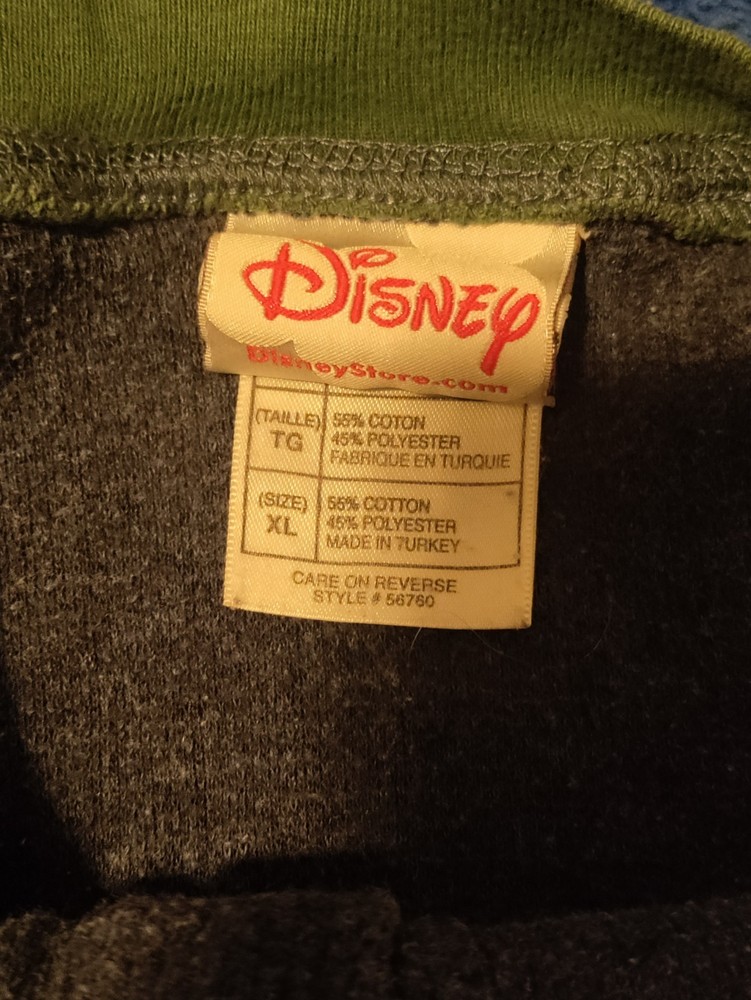 Disney
DisneyStore.com
(TAILLE) 55% COTON
TG 45% POLYESTER
FABRIQUE EN TURQUIE
(SIZE) 55% COTTON
XL 45% POLYESTER
MADE IN TURKEY
CARE ON REVERSE
STYLE # 56760